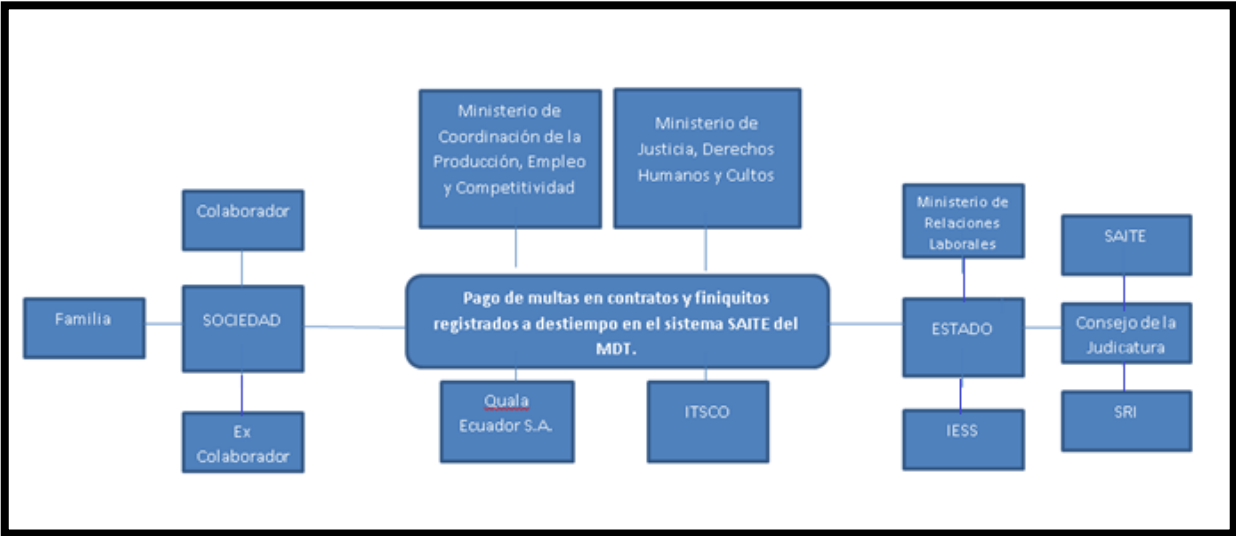 Ministerio de
Coordinación de la
Producción, Empleo
y Competitividad
Ministerio de
Justicia, Derechos
Humanos y Cultos
Colaborador
Familia
SOCIEDAD
Ex
Colaborador
Pago de multas en contratos y finiquitos
registrados a destiempo en el sistema SAITE del
MDT.
Quala
Ecuador S.A.
ITSCO
Ministerio de
Relaciones
Laborales
ESTADO
IESS
SAITE
Consejo de la
Judicatura
SRI